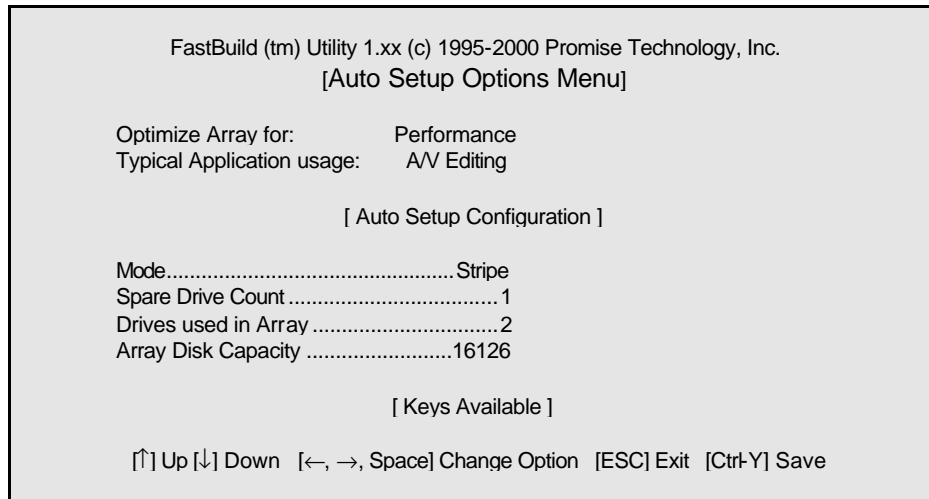 FastBuild (tm) Utility 1.xx (c) 1995-2000 Promise Technology, Inc.
[Auto Setup Options Menu]
Optimize Array for: Performance
Typical Application usage: A/V Editing
[ Auto Setup Configuration ]
Mode.................................................Stripe
Spare Drive Count ....................................1
Drives used in Array ................................2
Array Disk Capacity .........................16126
[ Keys Available ]
[↑] Up [↓] Down [←, →, Space] Change Option [ESC] Exit [Ctrl-Y] Save